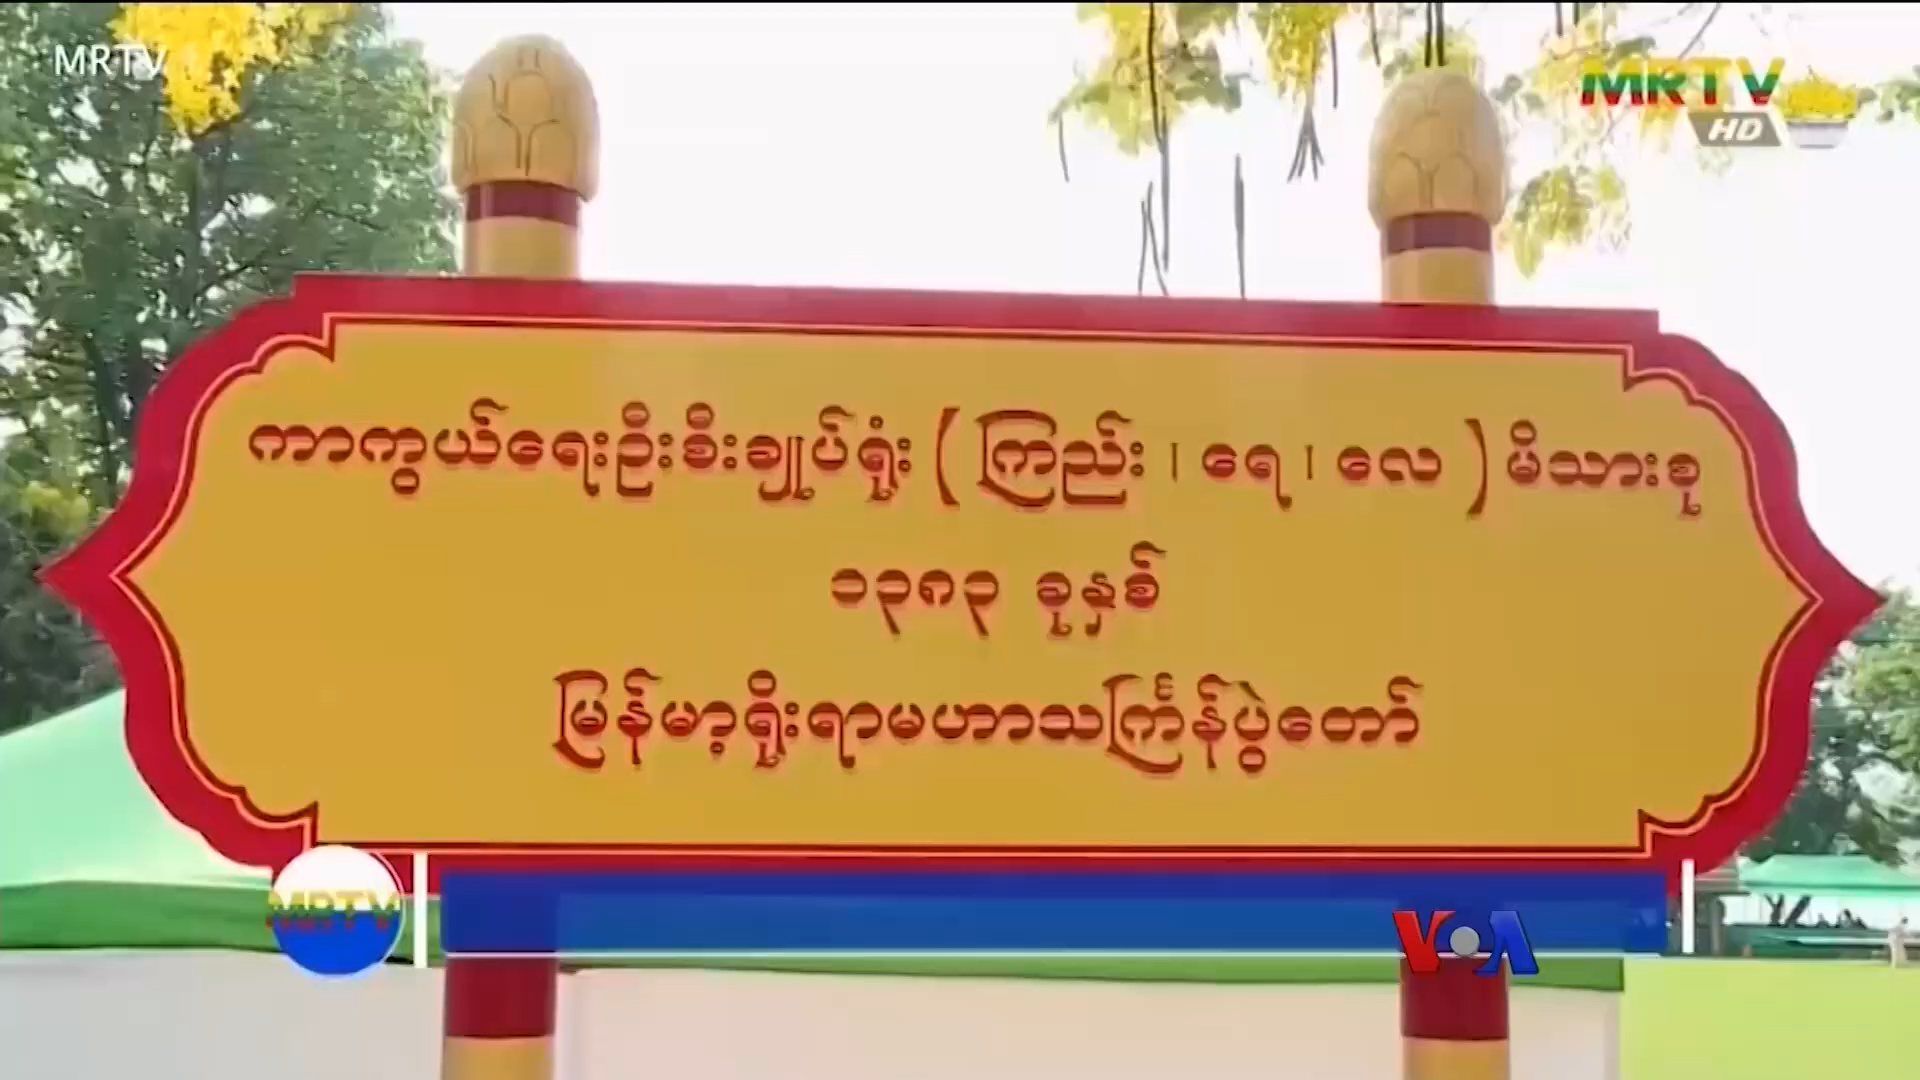 MRTV
MRTV
HD
ကာကွယ်ရေးဦးစီးချုပ်ရုံး ( ကြည်း ၊ ရေ ၊ လေ ) မိသားစု
၁၃၈၃ ခုနှစ်
မြန်မာ့ရိုးရာမဟာသင်္ကြန်ပွဲတော်
MRTV
VOA